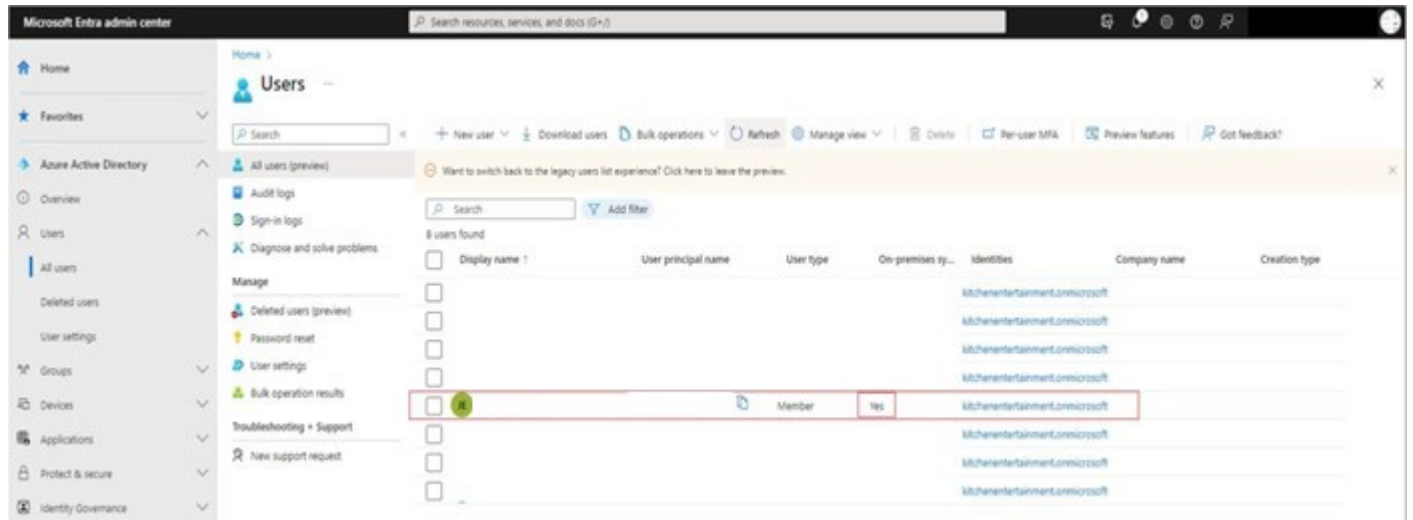 Microsoft Entra admin center
Search resources, services, and docs (G+/)
Home
Favorites
Azure Active Directory
Overview
Users
All users
Deleted users
User settings
Groups
Devices
Applications
Protect & secure
Identity Governance
Home >
Users ...
Search
All users (preview)
Audit logs
Sign-in logs
Diagnose and solve problems
Manage
Deleted users (preview)
Password reset
User settings
Bulk operation results
Troubleshooting + Support
New support request
New user Download users Bulk operations Refresh Manage view Delete Per-user MFA Preview features Got feedback?
Want to switch back to the legacy users list experience? Click here to leave the preview.
Search Add filter
8 users found
Display name ↑ User principal name User type On-premises sy... Identities Company name Creation type
kitchenentertainment.onmicrosoft
kitchenentertainment.onmicrosoft
kitchenentertainment.onmicrosoft
kitchenentertainment.onmicrosoft
Member Yes kitchenentertainment.onmicrosoft
kitchenentertainment.onmicrosoft
kitchenentertainment.onmicrosoft
kitchenentertainment.onmicrosoft